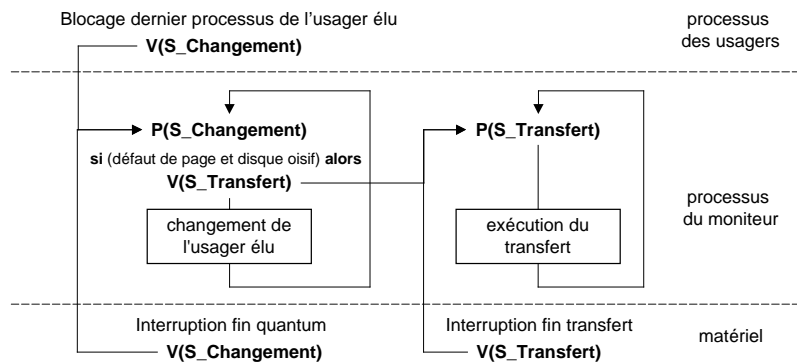 Blocage dernier processus de l'usager élu
V(S_Changement)
processus
des usagers
P(S_Changement)
P(S_Transfert)
si (défaut de page et disque oisif) alors
V(S_Transfert)
changement de
l'usager élu
exécution du
transfert
processus
du moniteur
Interruption fin quantum
V(S_Changement)
Interruption fin transfert
V(S_Transfert)
matériel